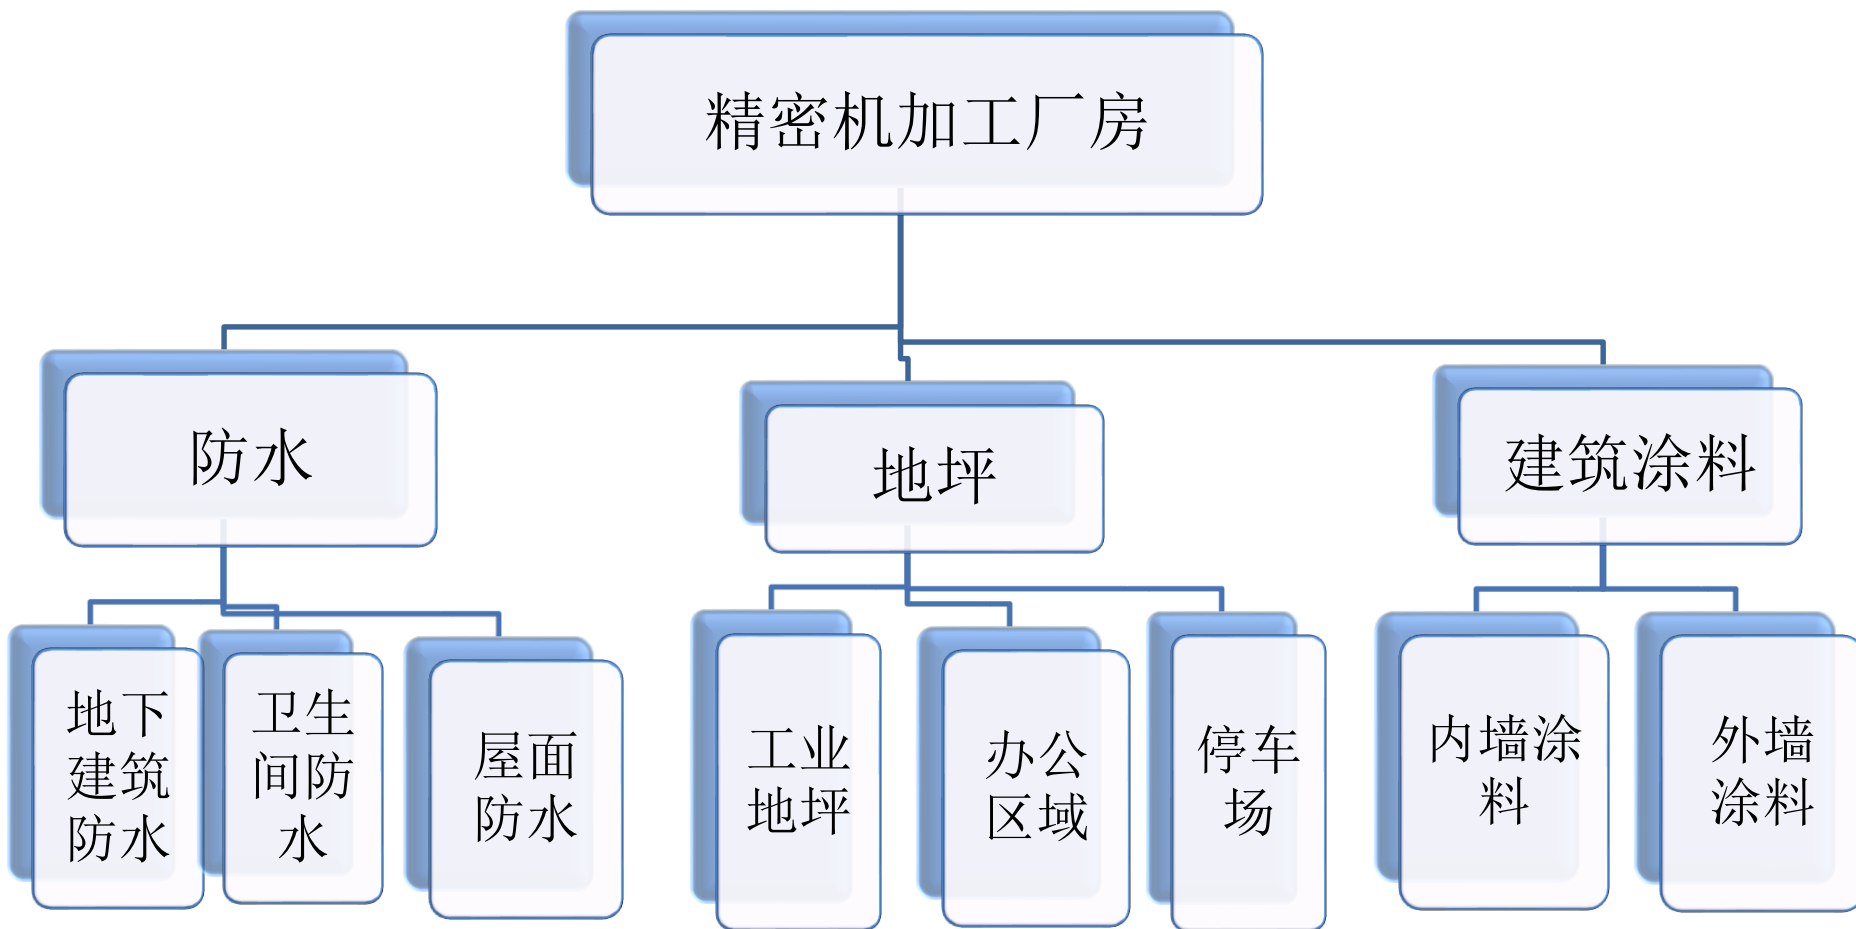 精密机加工厂房
防水
地坪
建筑涂料
地下
建筑
防水
卫生
间防
水
屋面
防水
工业
地坪
办公
区域
停车
场
内墙涂
料
外墙
涂料